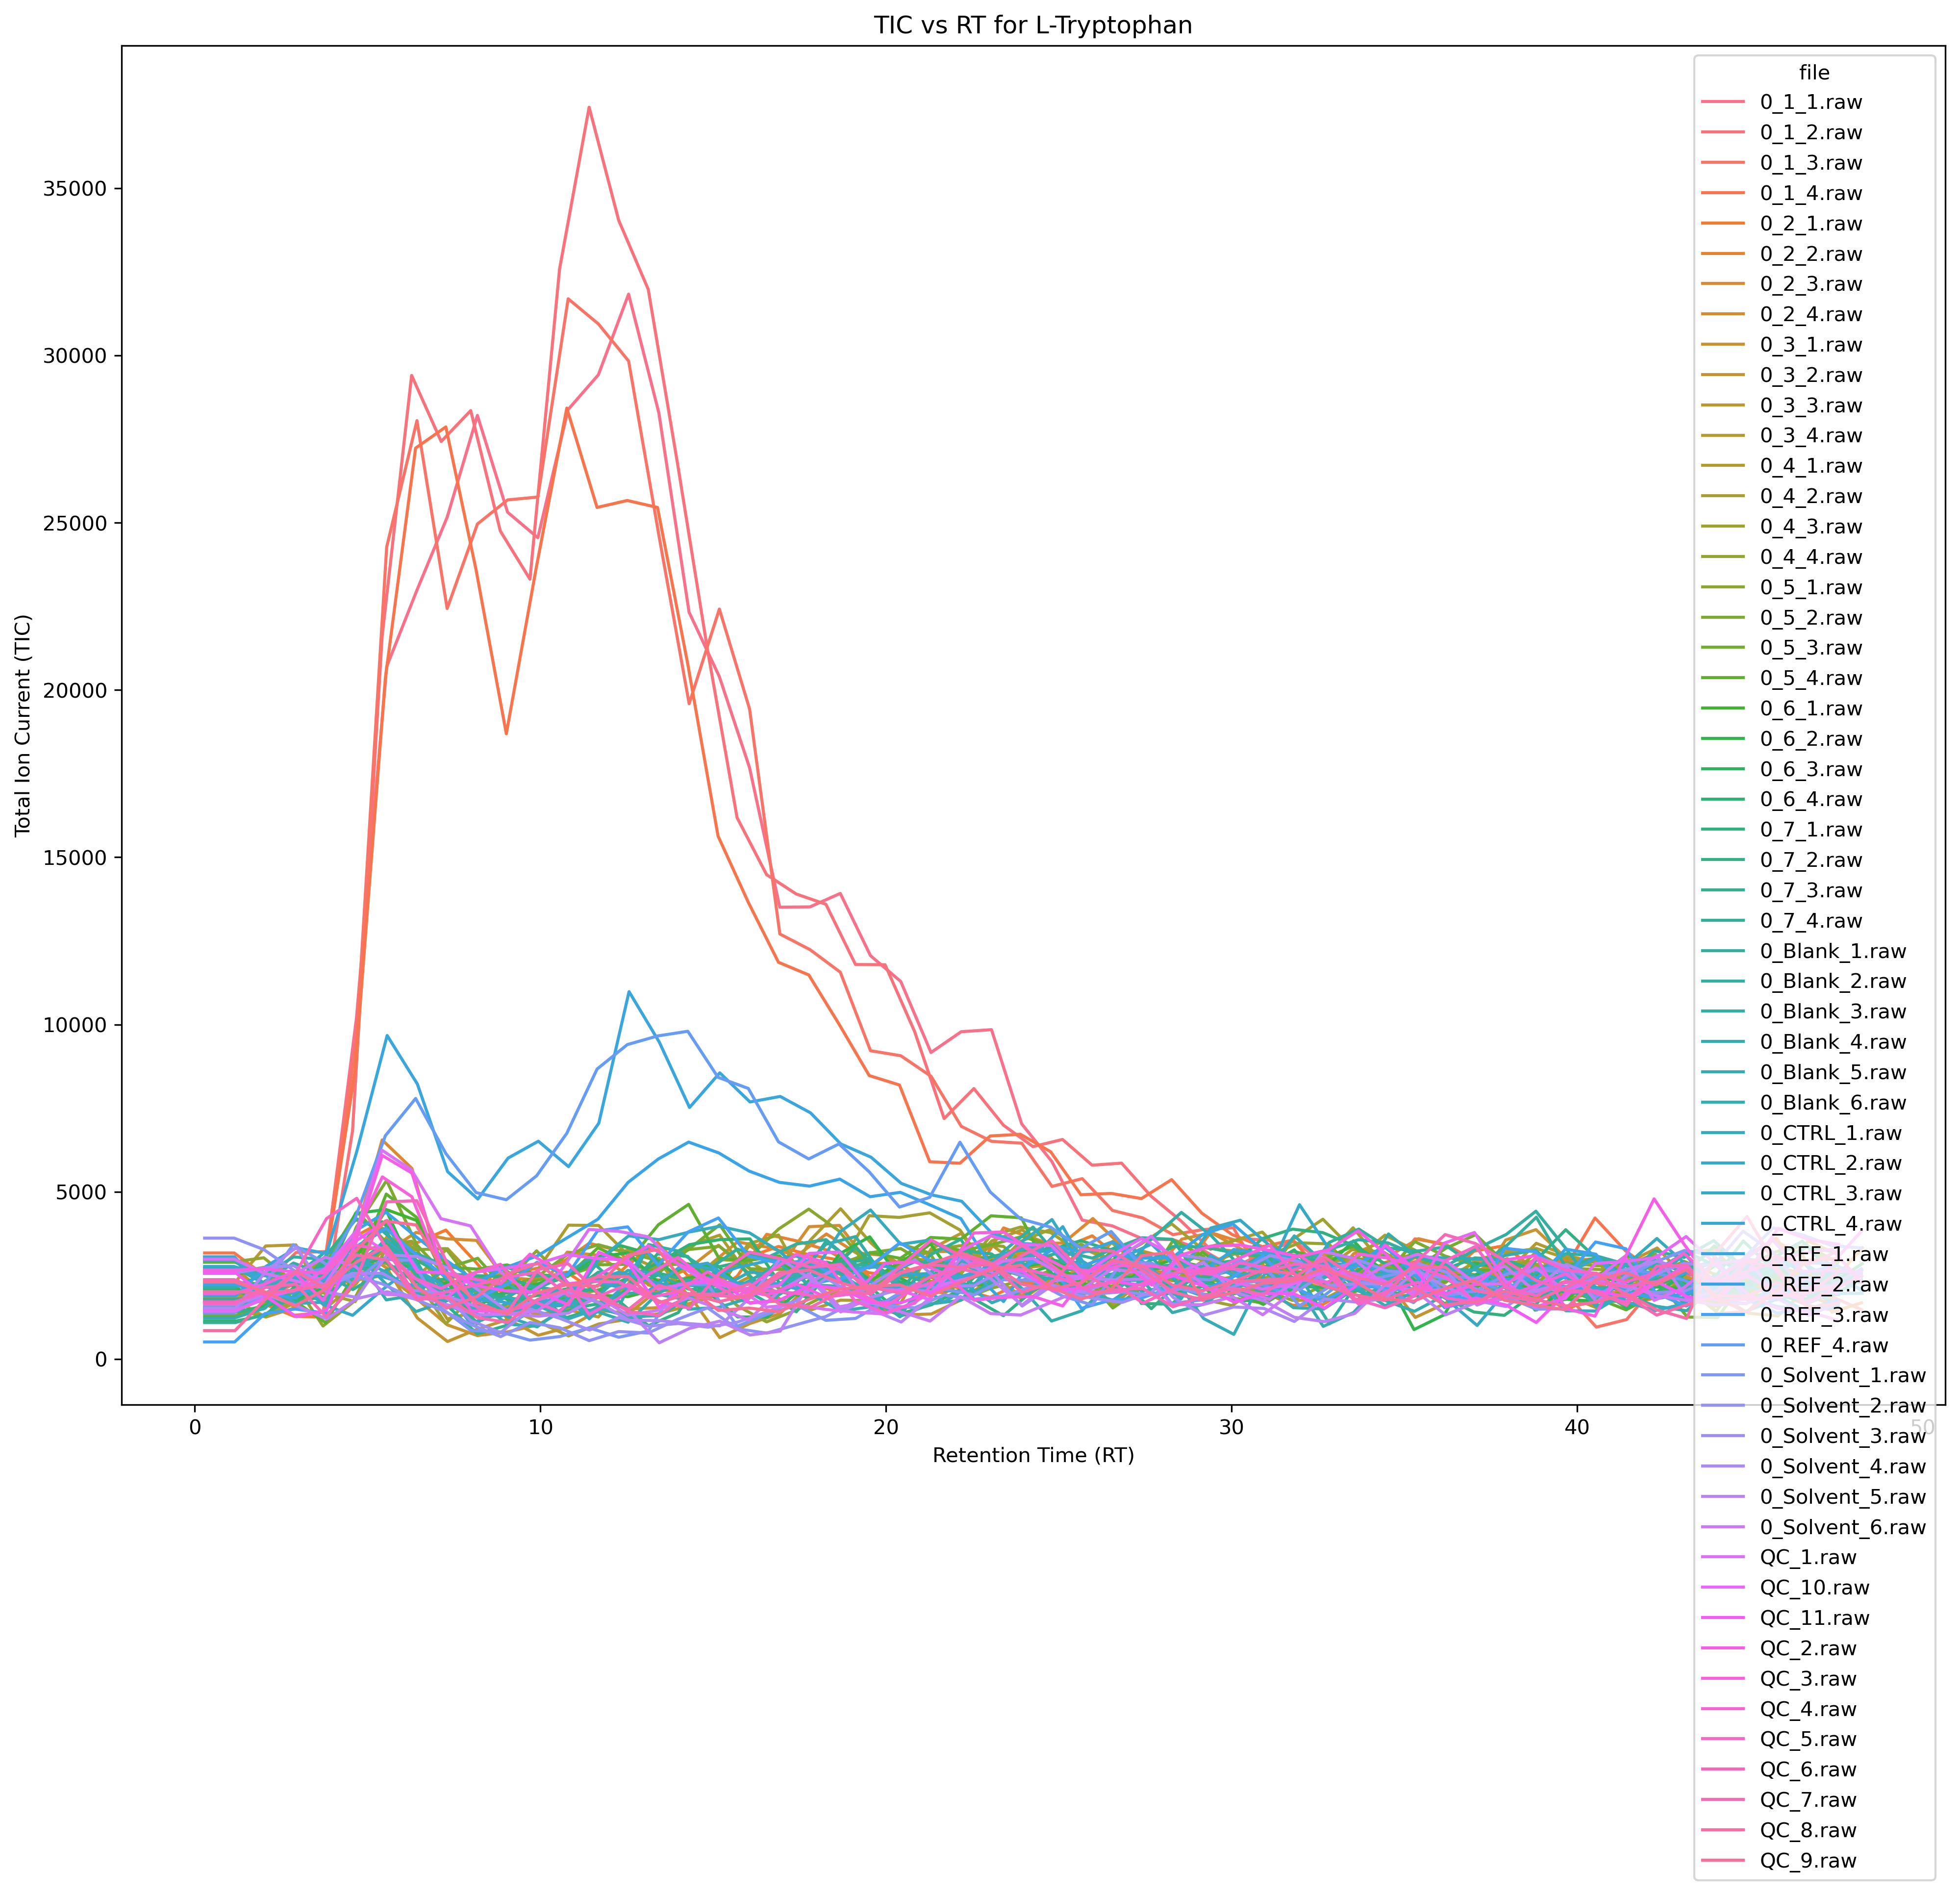 TIC vs RT for L-Tryptophan
Total Ion Current (TIC)
35000
30000
25000
20000
15000
10000
5000
0
0
10
20
30
40
50
Retention Time (RT)
file
0_1_1.raw
0_1_2.raw
0_1_3.raw
0_1_4.raw
0_2_1.raw
0_2_2.raw
0_2_3.raw
0_2_4.raw
0_3_1.raw
0_3_2.raw
0_3_3.raw
0_3_4.raw
0_4_1.raw
0_4_2.raw
0_4_3.raw
0_4_4.raw
0_5_1.raw
0_5_2.raw
0_5_3.raw
0_5_4.raw
0_6_1.raw
0_6_2.raw
0_6_3.raw
0_6_4.raw
0_7_1.raw
0_7_2.raw
0_7_3.raw
0_7_4.raw
0_Blank_1.raw
0_Blank_2.raw
0_Blank_3.raw
0_Blank_4.raw
0_Blank_5.raw
0_Blank_6.raw
0_CTRL_1.raw
0_CTRL_2.raw
0_CTRL_3.raw
0_CTRL_4.raw
0_REF_1.raw
0_REF_2.raw
0_REF_3.raw
0_REF_4.raw
0_Solvent_1.raw
0_Solvent_2.raw
0_Solvent_3.raw
0_Solvent_4.raw
0_Solvent_5.raw
0_Solvent_6.raw
QC_1.raw
QC_10.raw
QC_11.raw
QC_2.raw
QC_3.raw
QC_4.raw
QC_5.raw
QC_6.raw
QC_7.raw
QC_8.raw
QC_9.raw